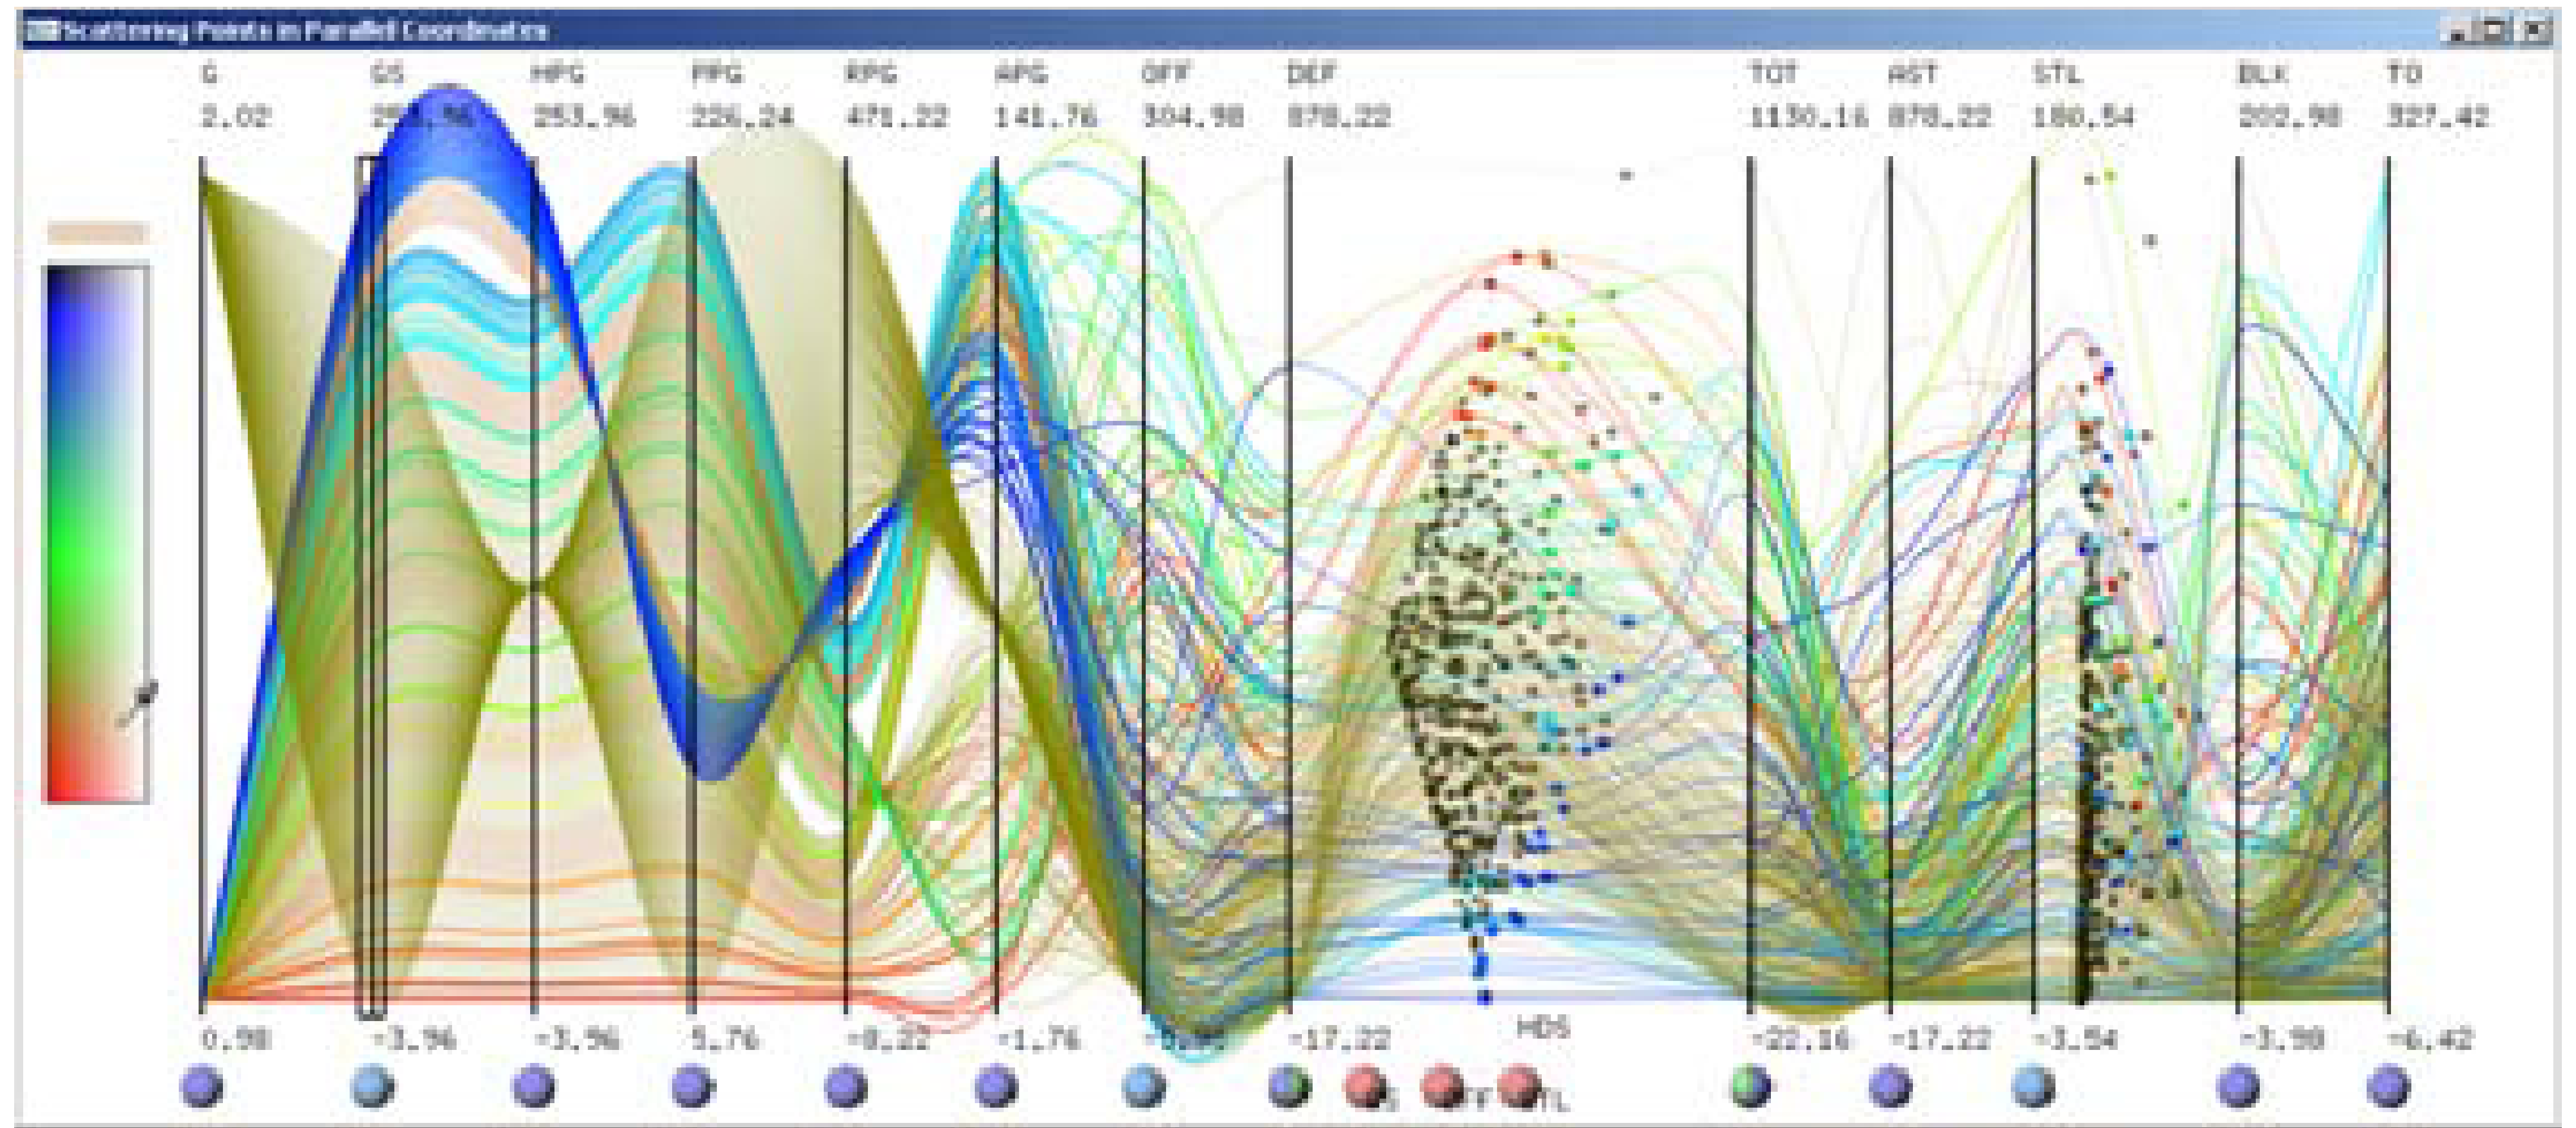 Scattering Points in Parallel Coordinates
G GS MPG PPG RPG APG OFF DEF TOT AST STL BLK TO
2.02 253.96 253.96 226.24 471.22 141.76 304.98 878.22 1130.16 878.22 180.54 202.98 327.42
0.98 -3.96 -3.96 5.76 -8.22 -1.76 -17.22 MDS -22.16 -17.22 -3.54 -3.98 -6.42